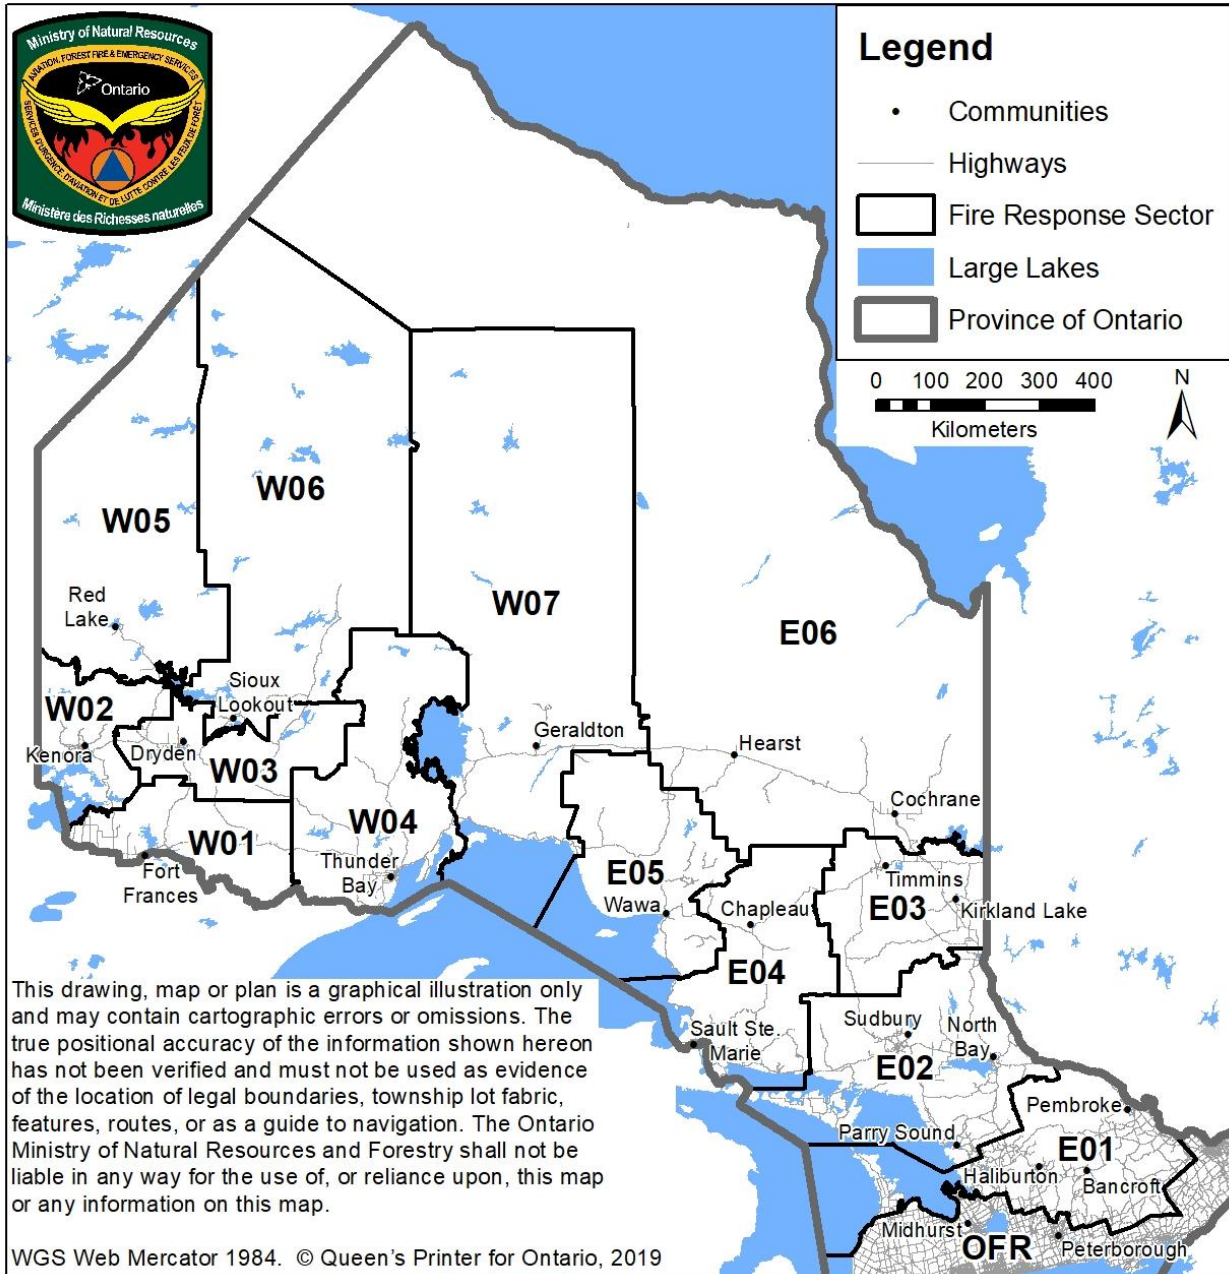 Ministry of Natural Resources
AVIATION, FOREST FIRE & EMERGENCY SERVICES
Ontario
SERVICES D'URGENCE, D'AVIATION ET DE LUTTE CONTRE LES FEUX DE FORÊT
Ministère des Richesses naturelles
Legend
Communities
Highways
Fire Response Sector
Large Lakes
Province of Ontario
0 100 200 300 400
Kilometers
N
W05
W06
W07
E06
Red
Lake
Sioux
Lookout
W02
Kenora
Dryden
W03
Geraldton
Hearst
Cochrane
W01
W04
Fort
Frances
Thunder
Bay
E05
Wawa
Chapleau
Timmins
E03
Kirkland Lake
E04
Sault Ste.
Marie
Sudbury
North
Bay
E02
Pembroke
Parry Sound
E01
Haliburton
Bancroft
Midhurst
OFR
Peterborough
This drawing, map or plan is a graphical illustration only
and may contain cartographic errors or omissions. The
true positional accuracy of the information shown hereon
has not been verified and must not be used as evidence
of the location of legal boundaries, township lot fabric,
features, routes, or as a guide to navigation. The Ontario
Ministry of Natural Resources and Forestry shall not be
liable in any way for the use of, or reliance upon, this map
or any information on this map.
WGS Web Mercator 1984. © Queen's Printer for Ontario, 2019